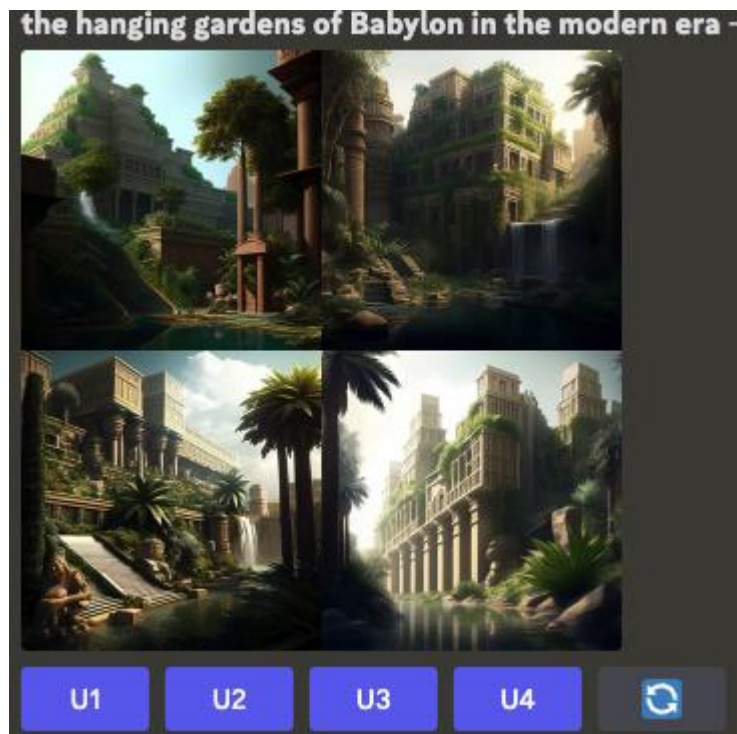 the hanging gardens of Babylon in the modern era -
U1 U2 U3 U4